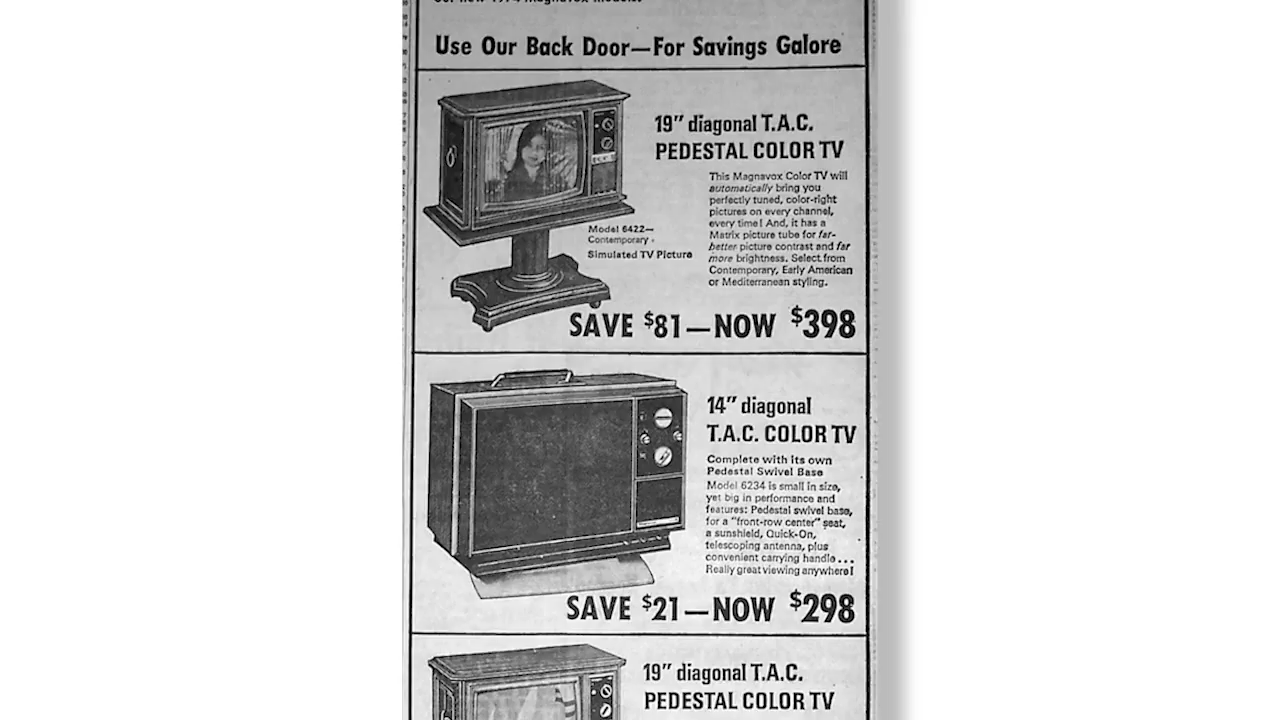 Use Our Back Door—For Savings Galore
19" diagonal T.A.C.
PEDESTAL COLOR TV
This Magnavox Color TV will
automatically bring you
perfectly tuned, color-right
pictures on every channel,
every time! And, it has a
Matrix picture tube for far-
better picture contrast and far
more brightness. Select from
Contemporary, Early American
or Mediterranean styling.
Model 6422—
Contemporary
Simulated TV Picture
SAVE $81—NOW $398
14" diagonal
T.A.C. COLOR TV
Complete with its own
Pedestal Swivel Base
Model 6234 is small in size,
yet big in performance and
features: Pedestal swivel base,
for a "front-row center" seat,
a sunshield, Quick-On,
telescoping antenna, plus
convenient carrying handle...
Really great viewing anywhere!
SAVE $21—NOW $298
19" diagonal T.A.C.
PEDESTAL COLOR TV